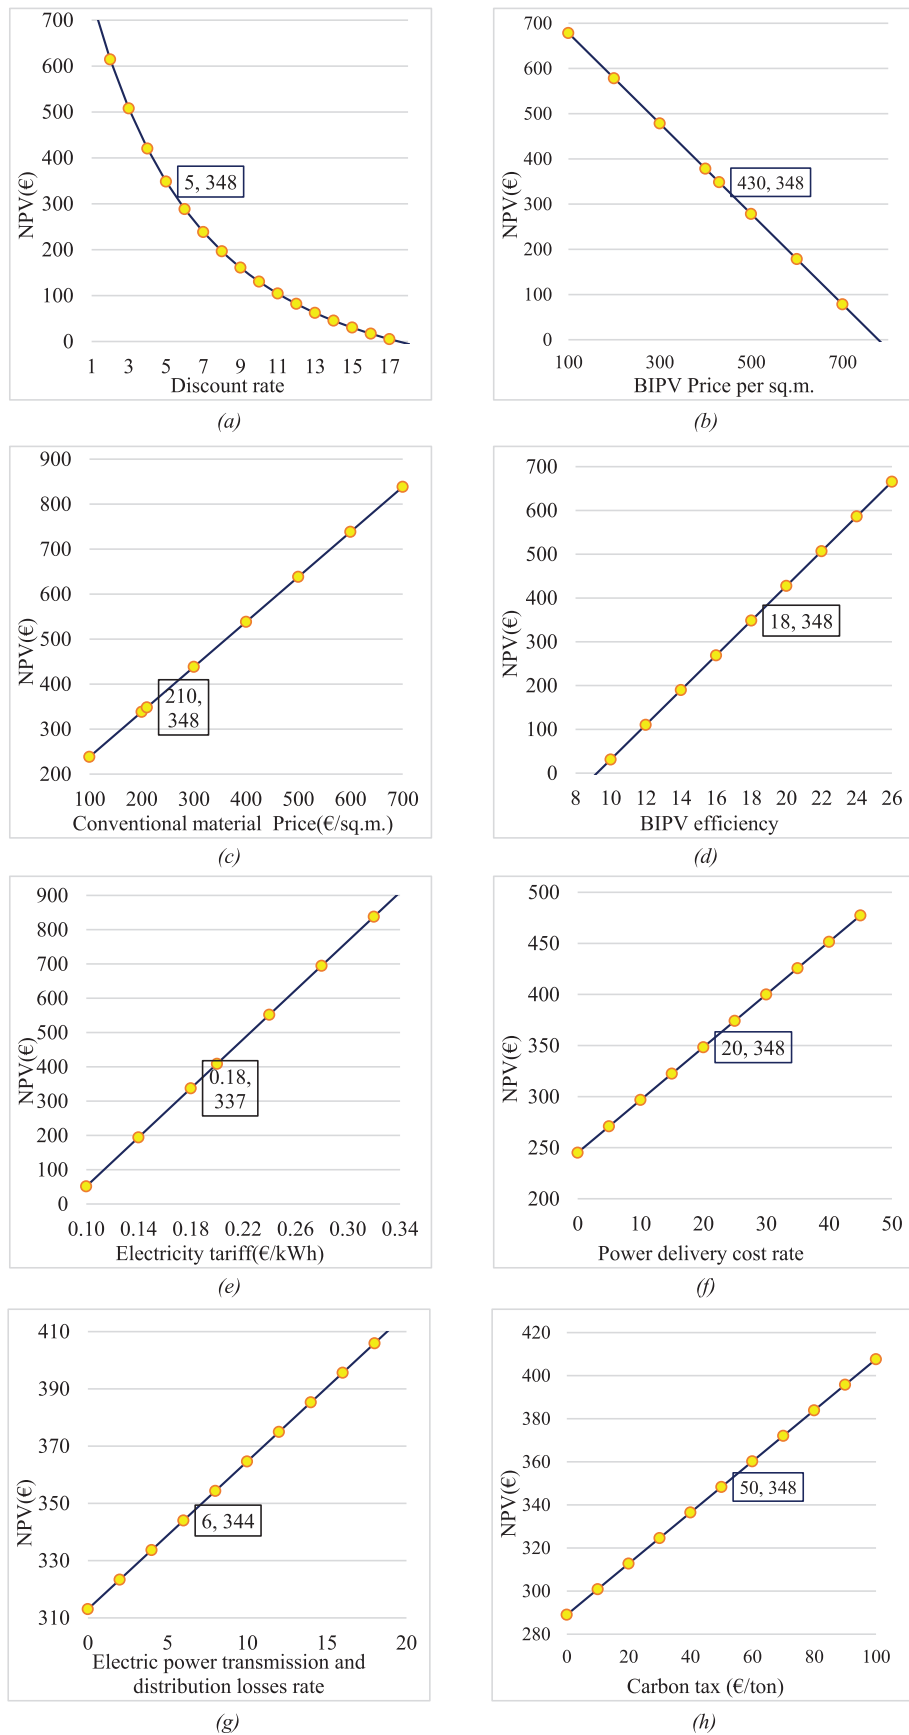 700
600
500
400
300
200
100
0
NPV(€)
5, 348
1 3 5 7 9 11 13 15 17
Discount rate
(a)
700
600
500
400
300
200
100
0
NPV(€)
430, 348
100 300 500 700
BIPV Price per sq.m.
(b)
900
800
700
600
500
400
300
200
NPV(€)
210,
348
100 200 300 400 500 600 700
Conventional material Price(€/sq.m.)
(c)
700
600
500
400
300
200
100
0
NPV(€)
18, 348
8 10 12 14 16 18 20 22 24 26
BIPV efficiency
(d)
900
800
700
600
500
400
300
200
100
0
NPV(€)
0.18,
337
0.10 0.14 0.18 0.22 0.26 0.30 0.34
Electricity tariff(€/kWh)
(e)
500
450
400
350
300
250
200
NPV(€)
20, 348
0 10 20 30 40 50
Power delivery cost rate
(f)
410
390
370
350
330
310
NPV(€)
6, 344
0 5 10 15 20
Electric power transmission and
distribution losses rate
(g)
420
400
380
360
340
320
300
280
NPV(€)
50, 348
0 20 40 60 80 100
Carbon tax (€/ton)
(h)